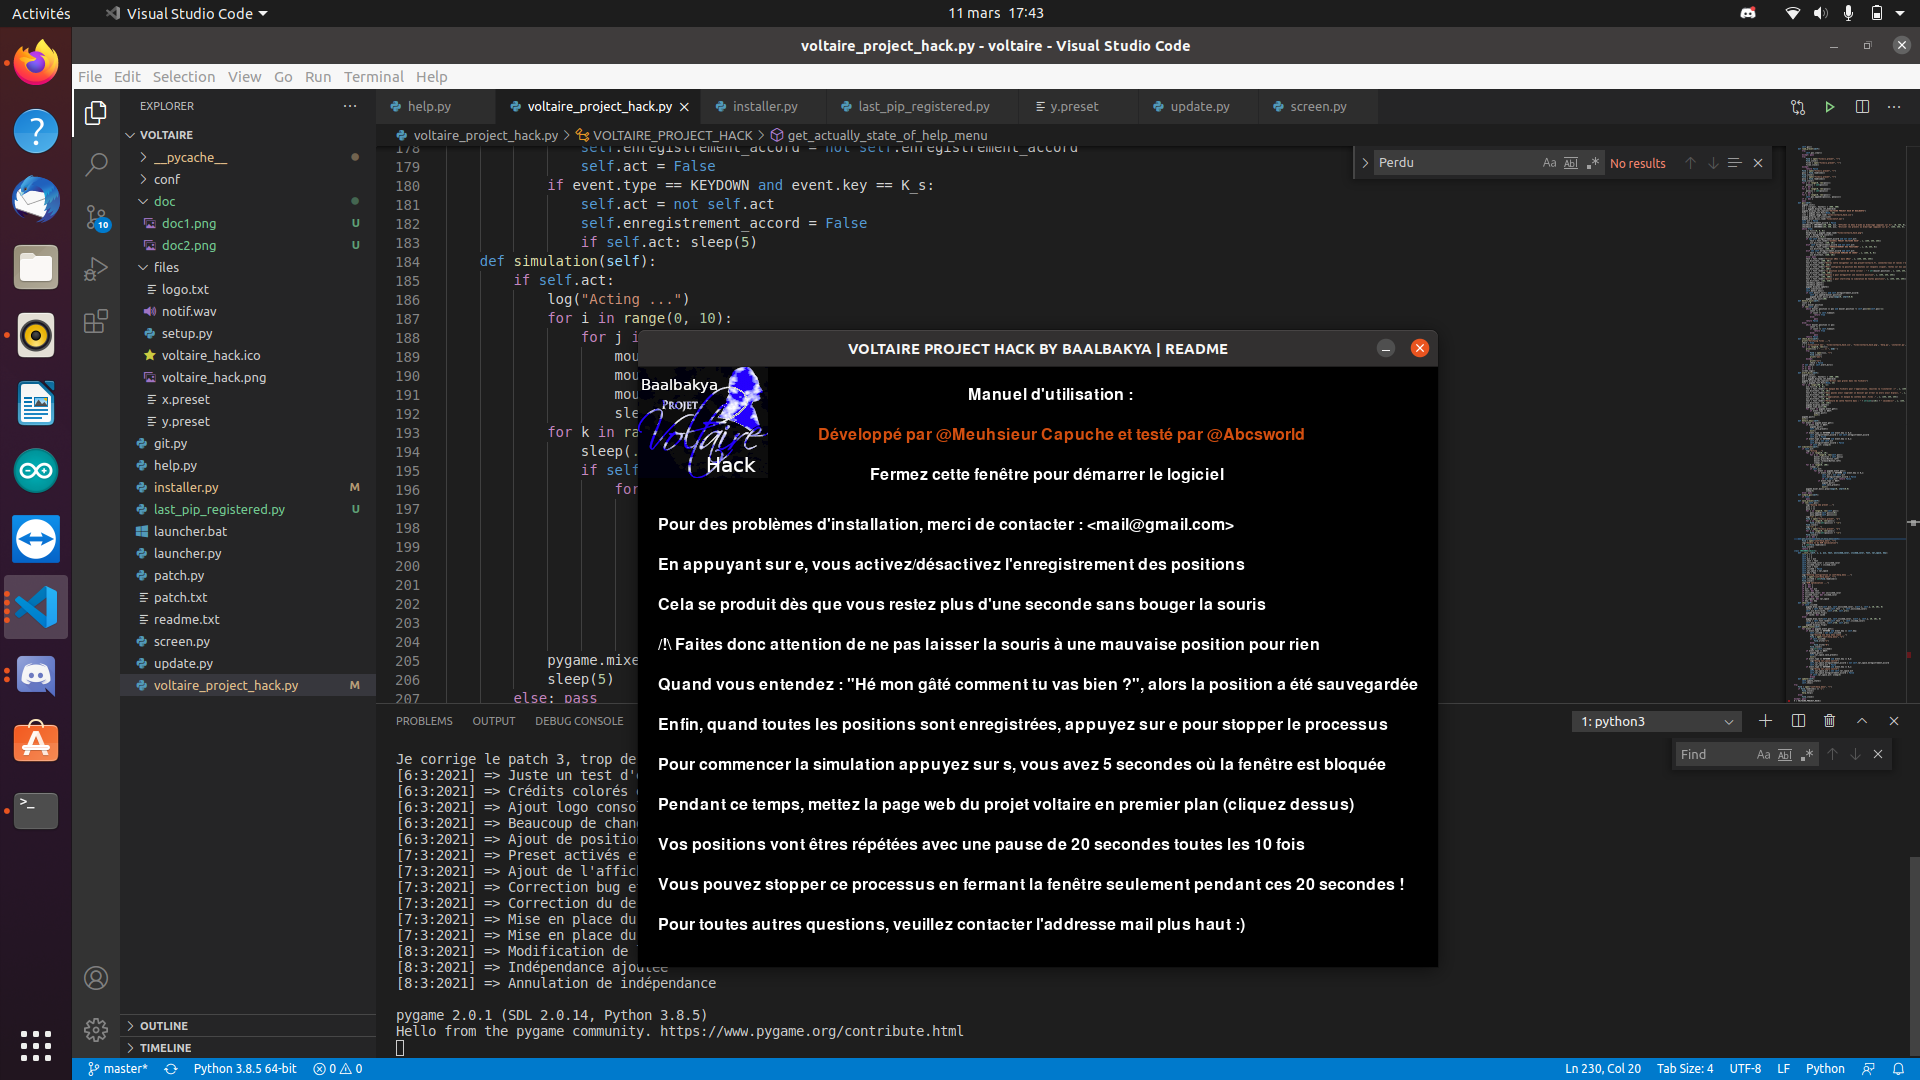 Activités
Visual Studio Code
11 mars 17:43
voltaire_project_hack.py - voltaire - Visual Studio Code
File Edit Selection View Go Run Terminal Help
EXPLORER
help.py
voltaire_project_hack.py
installer.py
last_pip_registered.py
y.preset
update.py
screen.py
VOLTAIRE
voltaire_project_hack.py > VOLTAIRE_PROJECT_HACK > get_actually_state_of_help_menu
__pycache__
conf
doc
doc1.png U
doc2.png U
files
logo.txt
notif.wav
setup.py
voltaire_hack.ico
voltaire_hack.png
x.preset
y.preset
git.py
help.py
installer.py M
last_pip_registered.py U
launcher.bat
launcher.py
patch.py
patch.txt
readme.txt
screen.py
update.py
voltaire_project_hack.py M
OUTLINE
TIMELINE
10
Perdu
Aa Abl .*
No results
178 self.enregistrement_accord = not self.enregistrement_accord
179 self.act = False
180 if event.type == KEYDOWN and event.key == K_s:
181 self.act = not self.act
182 self.enregistrement_accord = False
183 if self.act: sleep(5)
184 def simulation(self):
185 if self.act:
186 log("Acting ...")
187 for i in range(0, 10):
188 for j i
189 mou
190 mou
191 mou
192 sle
193 for k in ra
194 sleep(.
195 if self
196 for
197
198
199
200
201
202
203
204
205 pygame.mixe
206 sleep(5)
207 else: pass
VOLTAIRE PROJECT HACK BY BAALBAKYA | README
Baalbakya
PROJET
Voltaire
Hack
Manuel d'utilisation :
Développé par @Meuhsieur Capuche et testé par @Abcsworld
Fermez cette fenêtre pour démarrer le logiciel
Pour des problèmes d'installation, merci de contacter : <mail@gmail.com>
En appuyant sur e, vous activez/désactivez l'enregistrement des positions
Cela se produit dès que vous restez plus d'une seconde sans bouger la souris
/!\ Faites donc attention de ne pas laisser la souris à une mauvaise position pour rien
Quand vous entendez : "Hé mon gâté comment tu vas bien ?", alors la position a été sauvegardée
Enfin, quand toutes les positions sont enregistrées, appuyez sur e pour stopper le processus
Pour commencer la simulation appuyez sur s, vous avez 5 secondes où la fenêtre est bloquée
Pendant ce temps, mettez la page web du projet voltaire en premier plan (cliquez dessus)
Vos positions vont êtres répétées avec une pause de 20 secondes toutes les 10 fois
Vous pouvez stopper ce processus en fermant la fenêtre seulement pendant ces 20 secondes !
Pour toutes autres questions, veuillez contacter l'addresse mail plus haut :)
PROBLEMS OUTPUT DEBUG CONSOLE
1: python3
Find
Aa Abl .*
Je corrige le patch 3, trop de
[6:3:2021] => Juste un test d'
[6:3:2021] => Crédits colorés
[6:3:2021] => Ajout logo conso
[6:3:2021] => Beaucoup de chan
[6:3:2021] => Ajout de position
[7:3:2021] => Preset activés e
[7:3:2021] => Ajout de l'affic
[7:3:2021] => Correction bug e
[7:3:2021] => Correction du de
[7:3:2021] => Mise en place du
[7:3:2021] => Mise en place du
[8:3:2021] => Modification de
[8:3:2021] => Indépendance ajoutée
[8:3:2021] => Annulation de indépendance
pygame 2.0.1 (SDL 2.0.14, Python 3.8.5)
Hello from the pygame community. https://www.pygame.org/contribute.html
master*
Python 3.8.5 64-bit
0 0
Ln 230, Col 20
Tab Size: 4
UTF-8
LF
Python